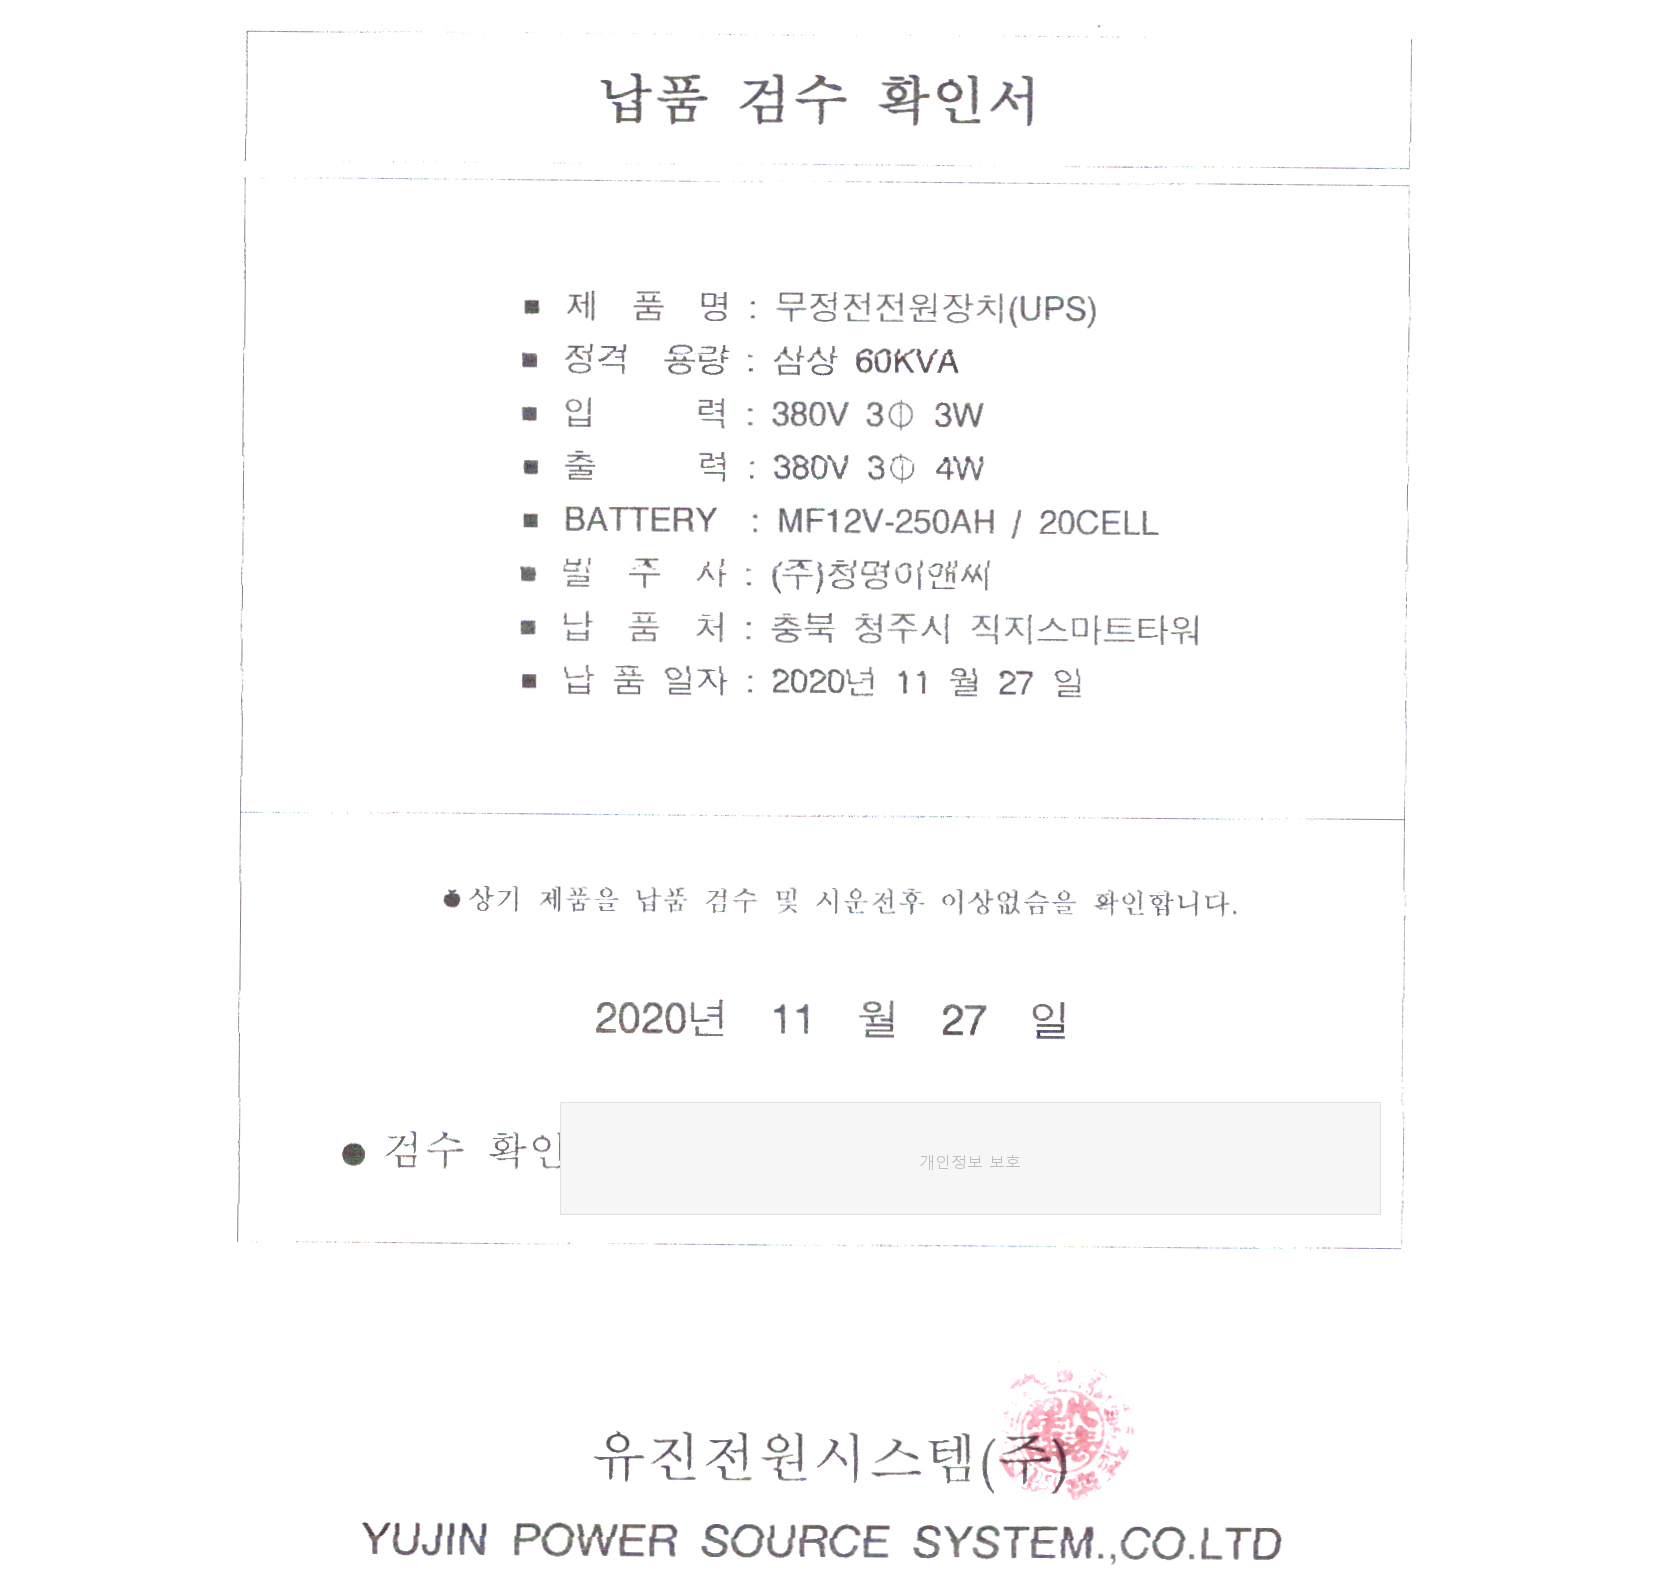 납품 검수 확인서
■ 제 품 명 : 무정전전원장치(UPS)
■ 정격 용량 : 삼상 60KVA
■ 입 력 : 380V 3⏀ 3W
■ 출 력 : 380V 3⏀ 4W
■ BATTERY : MF12V-250AH / 20CELL
■ 발 주 사 : (주)청명이앤씨
■ 납 품 처 : 충북 청주시 직지스마트타워
■ 납 품 일자 : 2020년 11 월 27 일
●상기 제품을 납품 검수 및 시운전후 이상없슴을 확인합니다.
2020년 11 월 27 일
● 검수 확인
개인정보 보호
유진전원시스템(주)
YUJIN POWER SOURCE SYSTEM.,CO.LTD